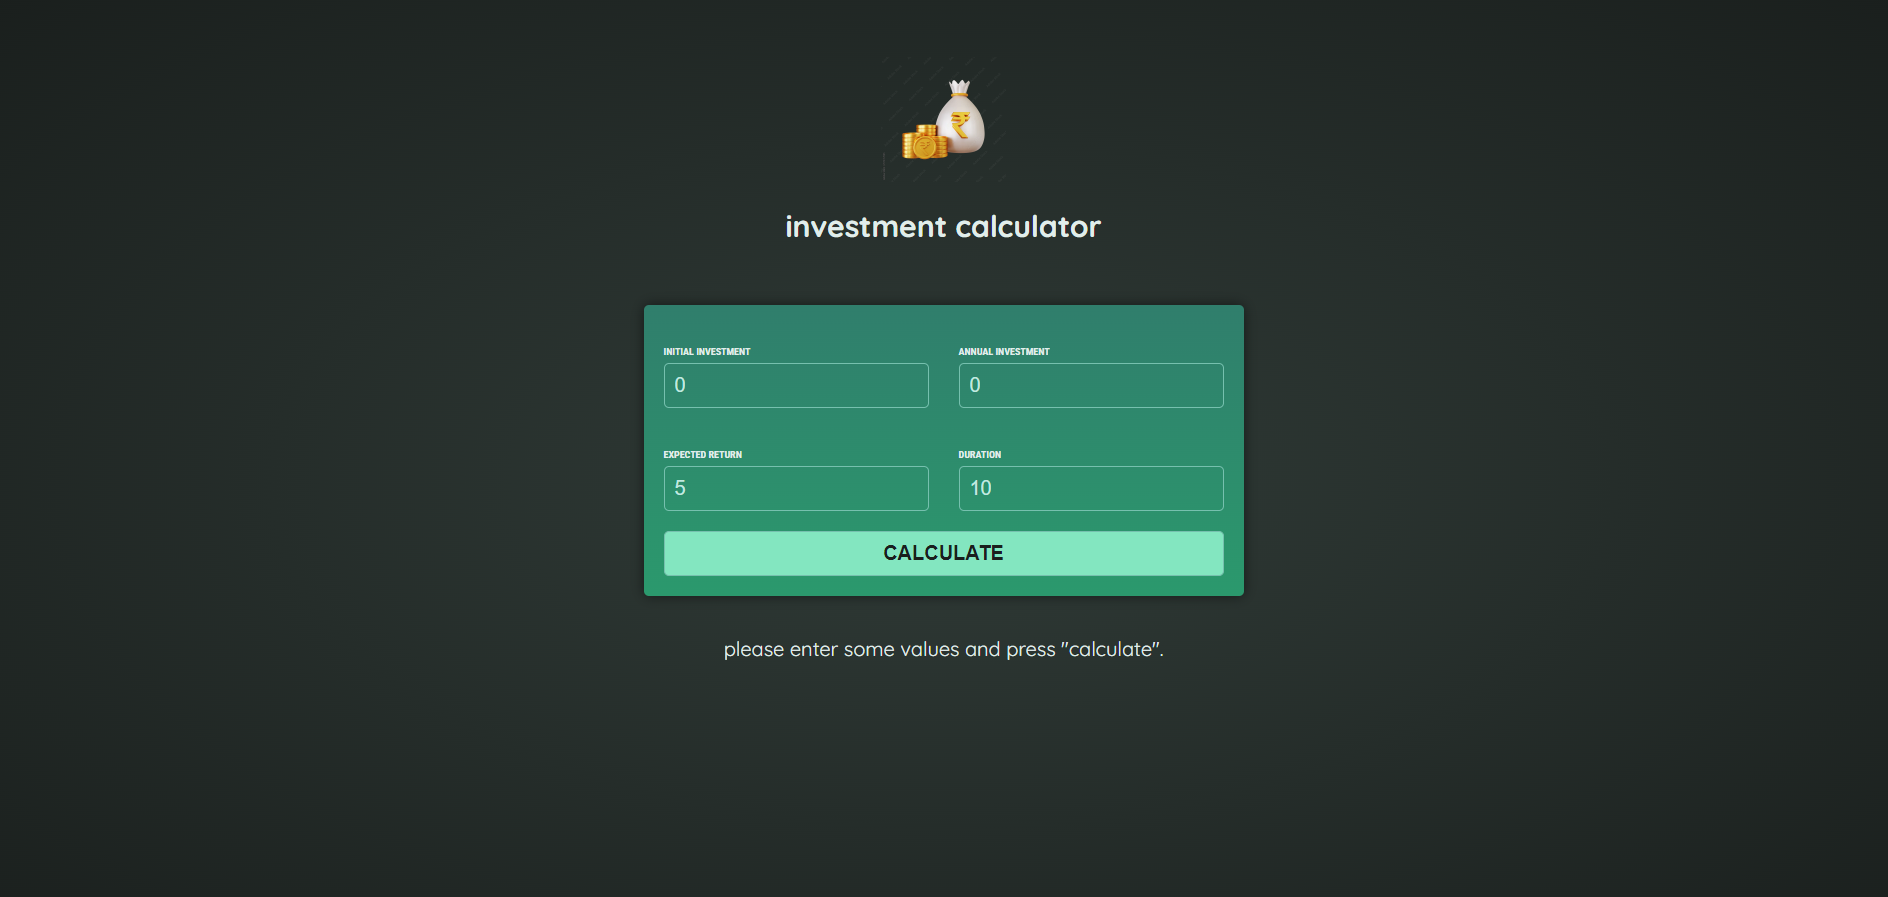 ₹
investment calculator
INITIAL INVESTMENT
ANNUAL INVESTMENT
0
0
EXPECTED RETURN
DURATION
5
10
CALCULATE
please enter some values and press "calculate".